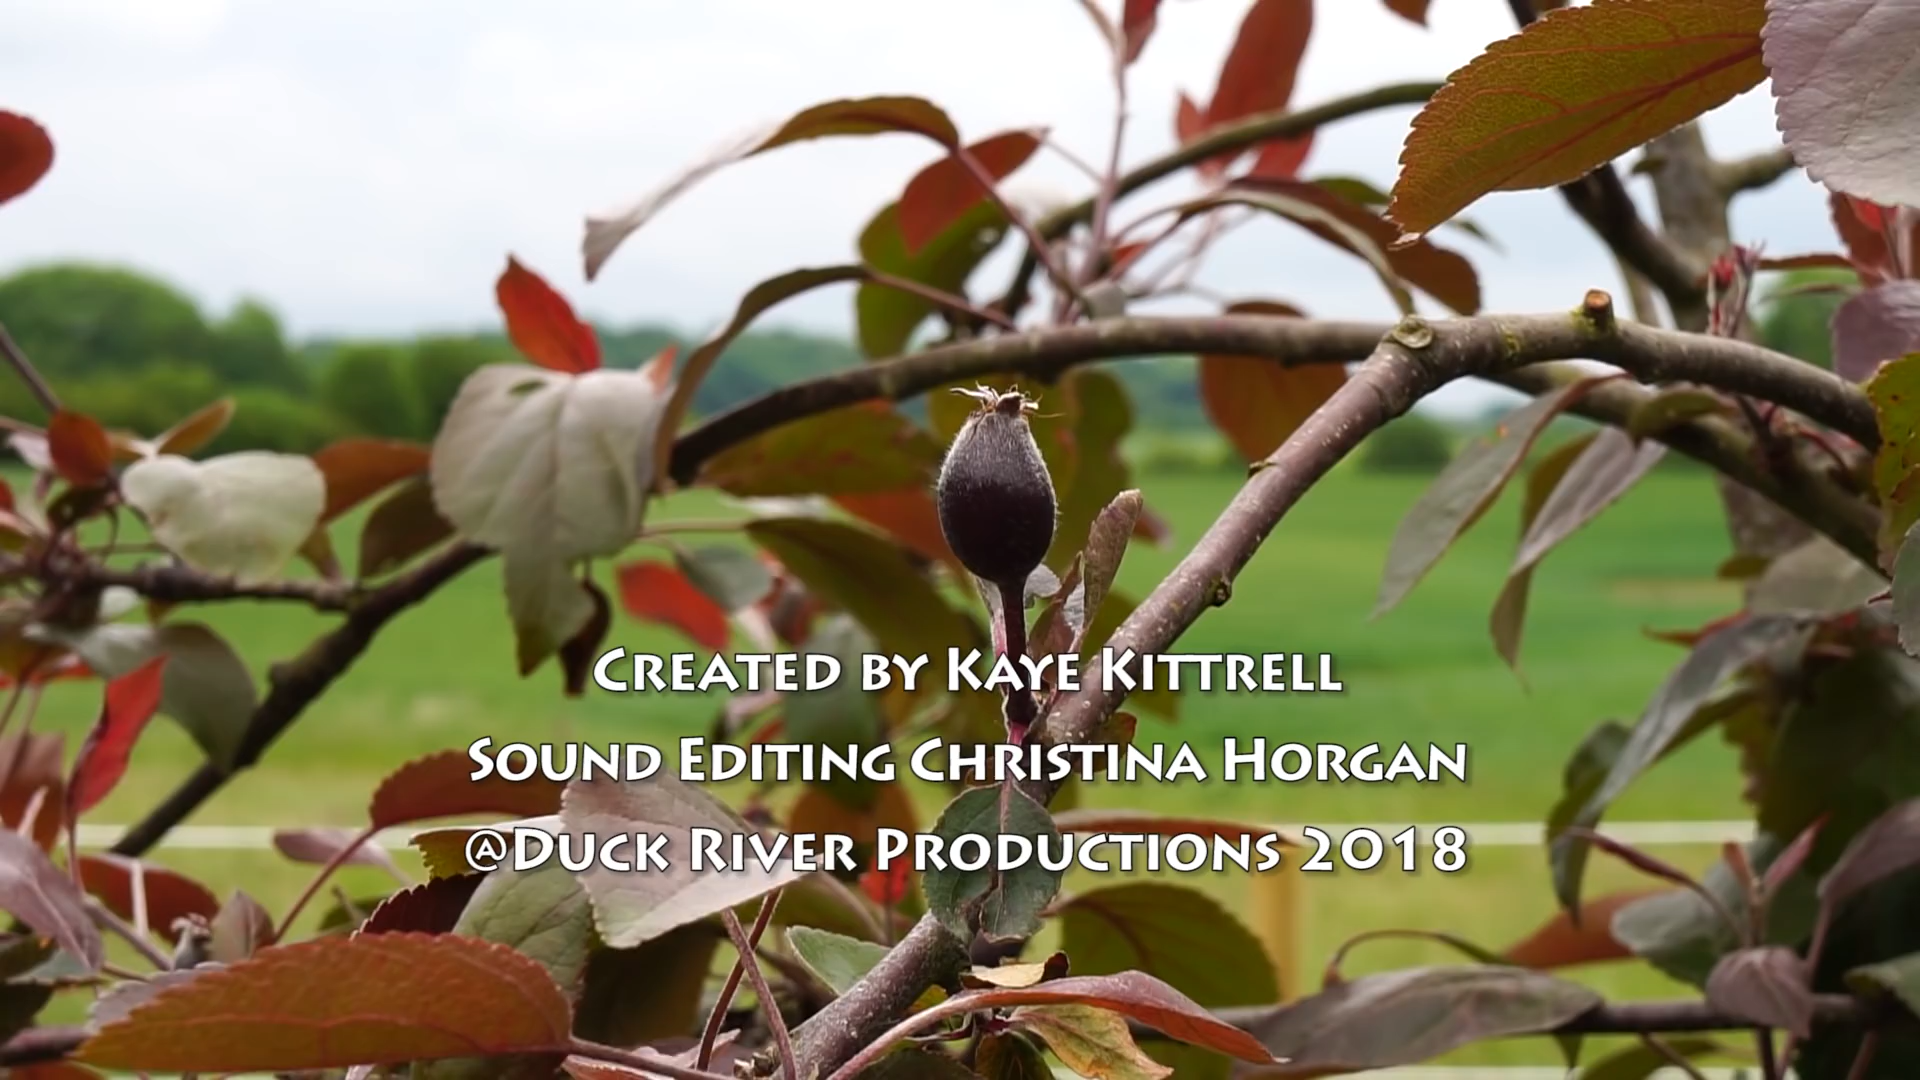 Created by Kaye Kittrell
Sound Editing Christina Horgan
@Duck River Productions 2018